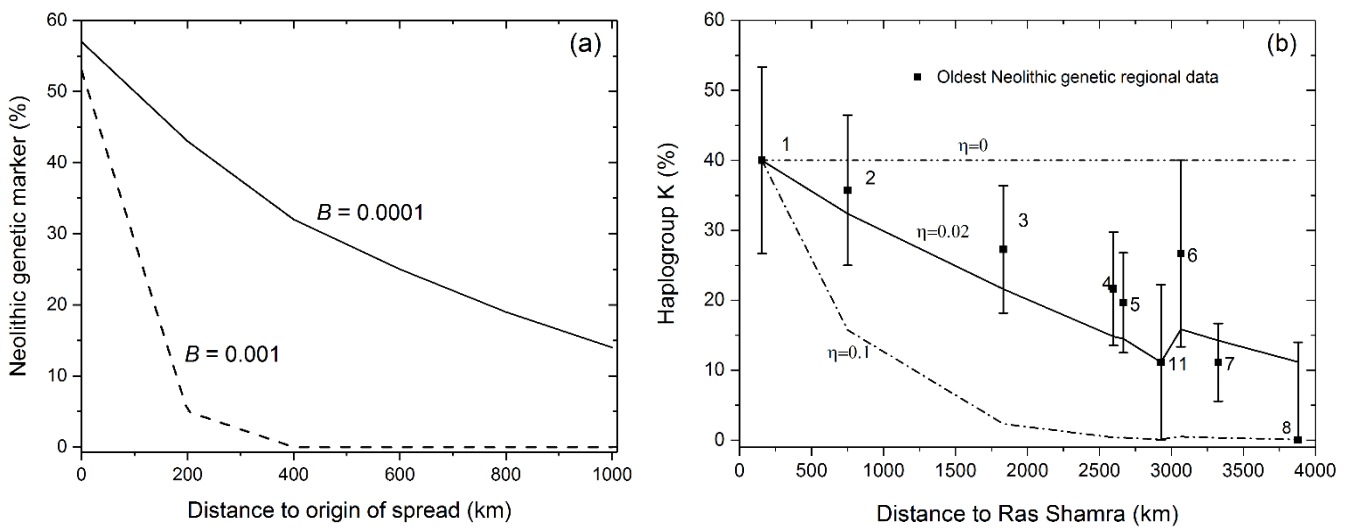 (a)
Neolithic genetic marker (%)
60
50
40
30
20
10
0
B = 0.0001
B = 0.001
0 200 400 600 800 1000
Distance to origin of spread (km)
(b)
Haplogroup K (%)
60
50
40
30
20
10
0
Oldest Neolithic genetic regional data
η=0
η=0.02
η=0.1
1
2
3
4
5
11
6
7
8
0 500 1000 1500 2000 2500 3000 3500 4000
Distance to Ras Shamra (km)